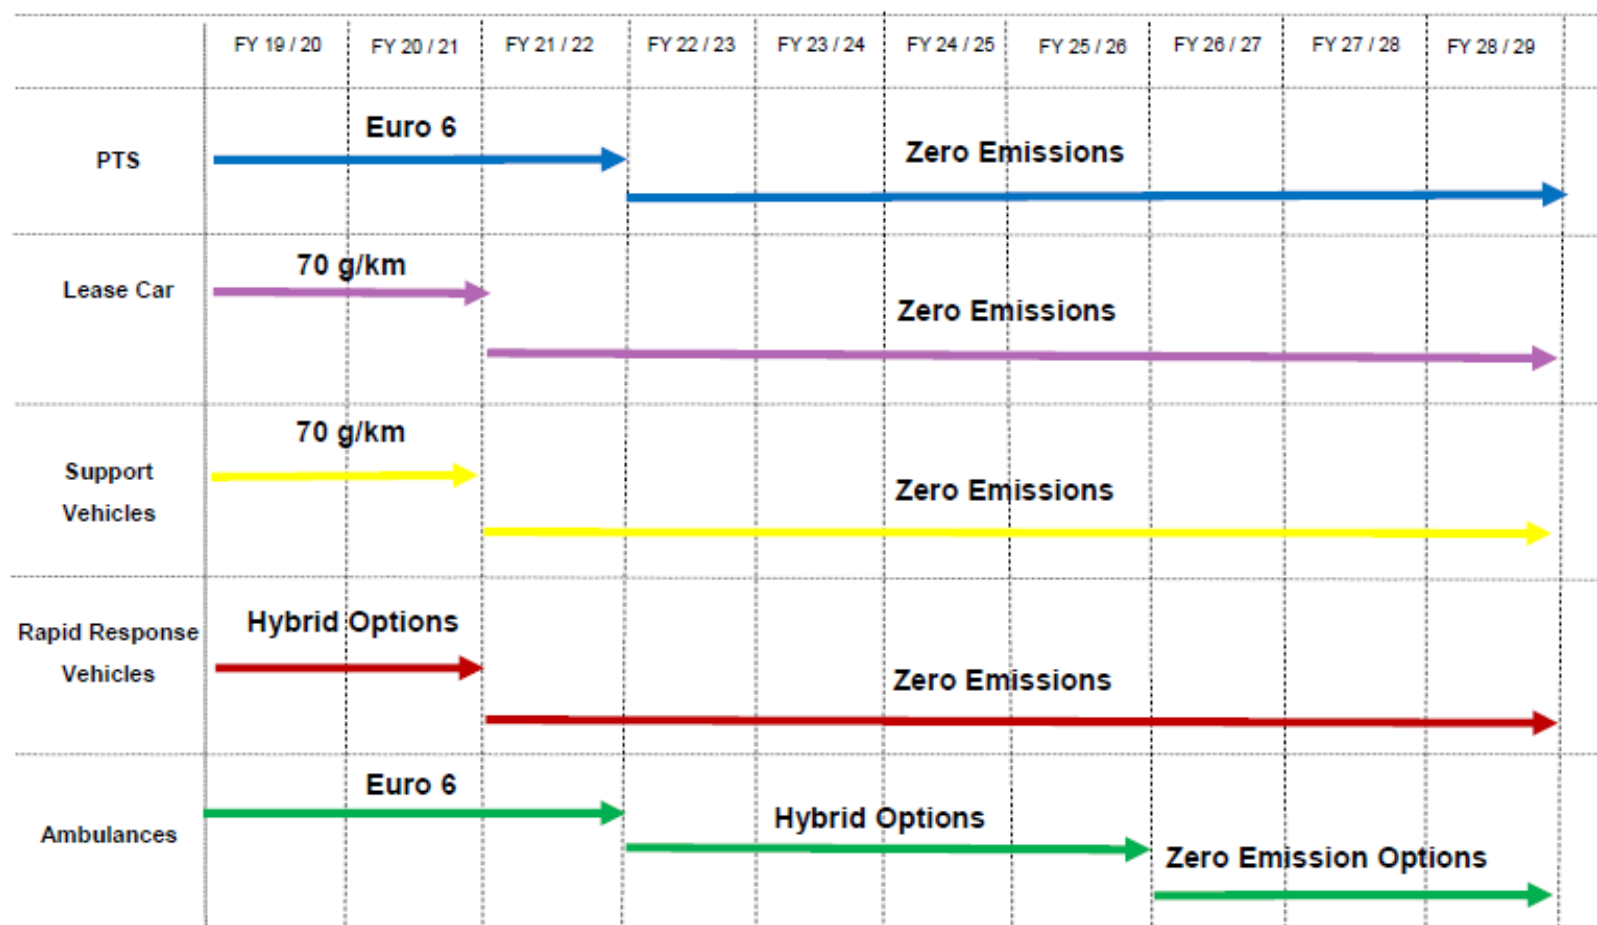 FY 19 / 20 FY 20 / 21 FY 21 / 22 FY 22 / 23 FY 23 / 24 FY 24 / 25 FY 25 / 26 FY 26 / 27 FY 27 / 28 FY 28 / 29
Euro 6
PTS
Zero Emissions
70 g/km
Lease Car
Zero Emissions
70 g/km
Support
Vehicles
Zero Emissions
Hybrid Options
Rapid Response
Vehicles
Zero Emissions
Euro 6
Ambulances
Hybrid Options
Zero Emission Options